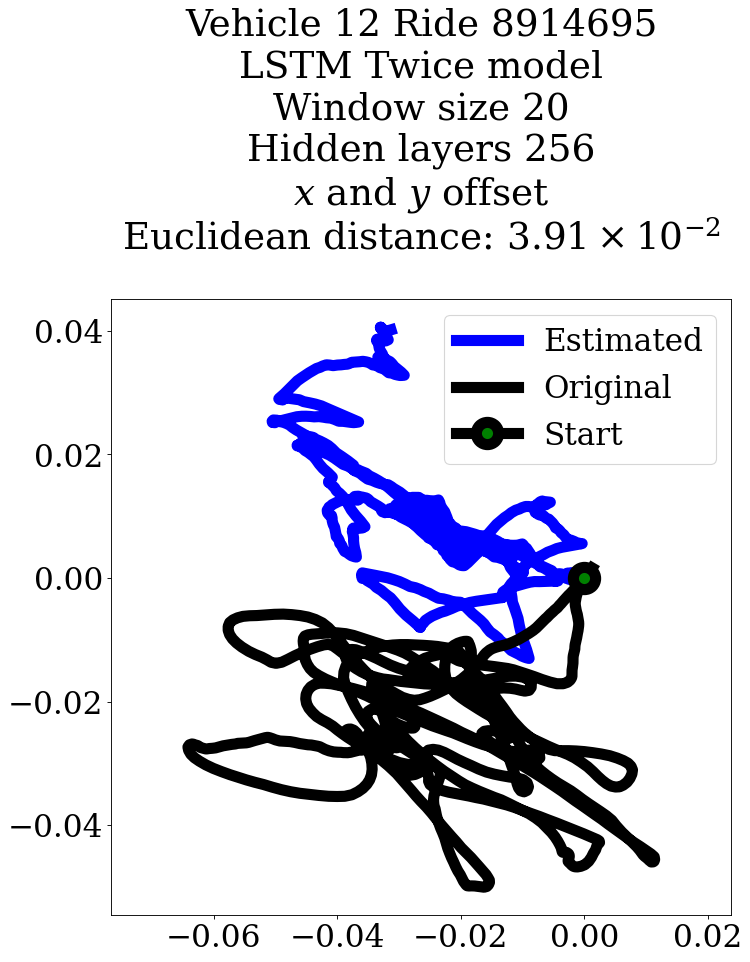 Vehicle 12 Ride 8914695
LSTM Twice model
Window size 20
Hidden layers 256
x and y offset
Euclidean distance: 3.91 × 10⁻²
Estimated
Original
Start
0.04
0.02
0.00
−0.02
−0.04
−0.06 −0.04 −0.02 0.00 0.02